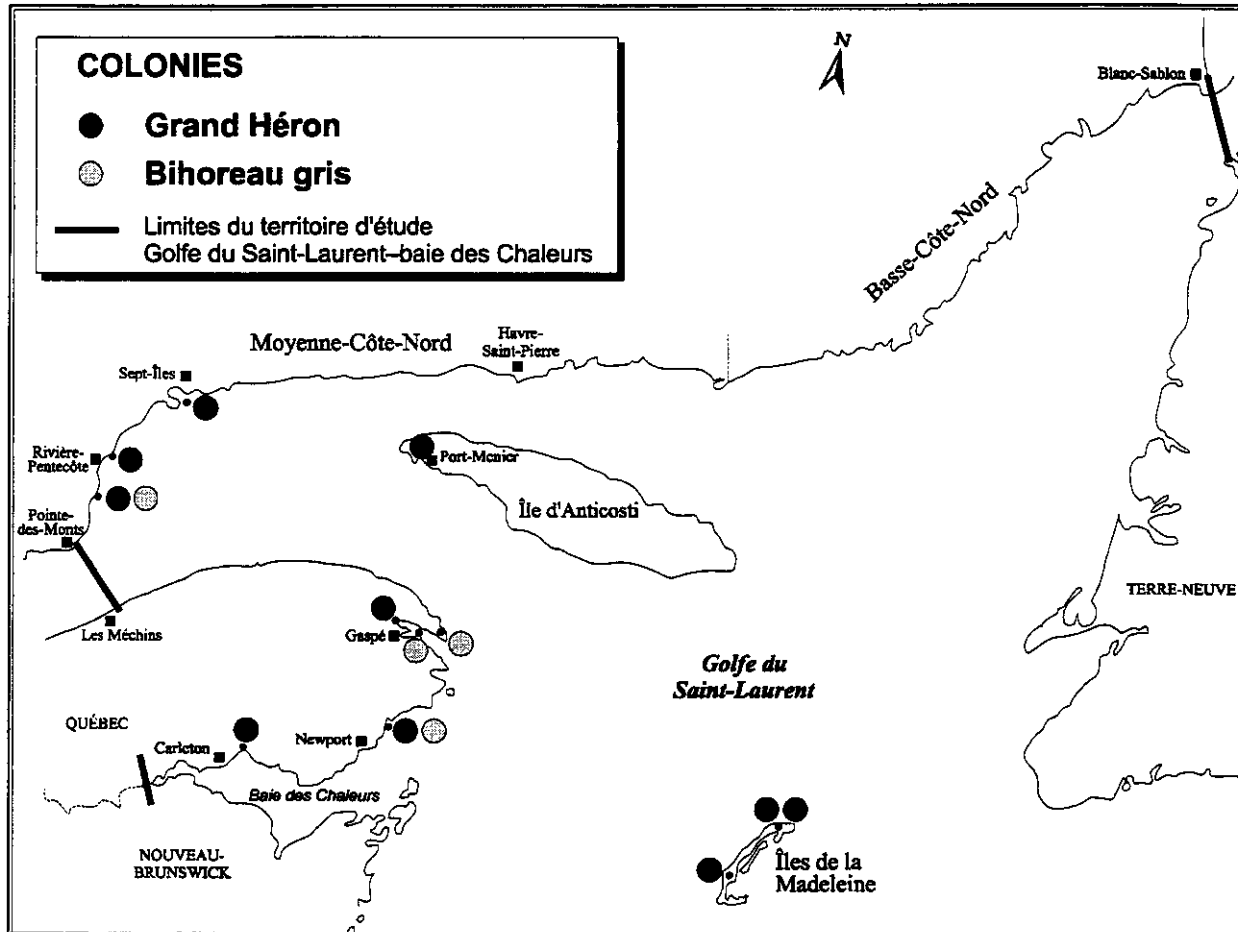 COLONIES
Grand Héron
Bihoreau gris
Limites du territoire d'étude
Golfe du Saint-Laurent–baie des Chaleurs
N
Blanc-Sablon
Basse-Côte-Nord
Moyenne-Côte-Nord
Havre-
Saint-Pierre
Sept-Îles
Rivière-
Pentecôte
Port-Menier
Île d'Anticosti
Pointe-
des-Monts
Les Méchins
TERRE-NEUVE
Gaspé
Golfe du
Saint-Laurent
QUÉBEC
Carleton
Newport
Baie des Chaleurs
NOUVEAU-
BRUNSWICK
Îles de la
Madeleine